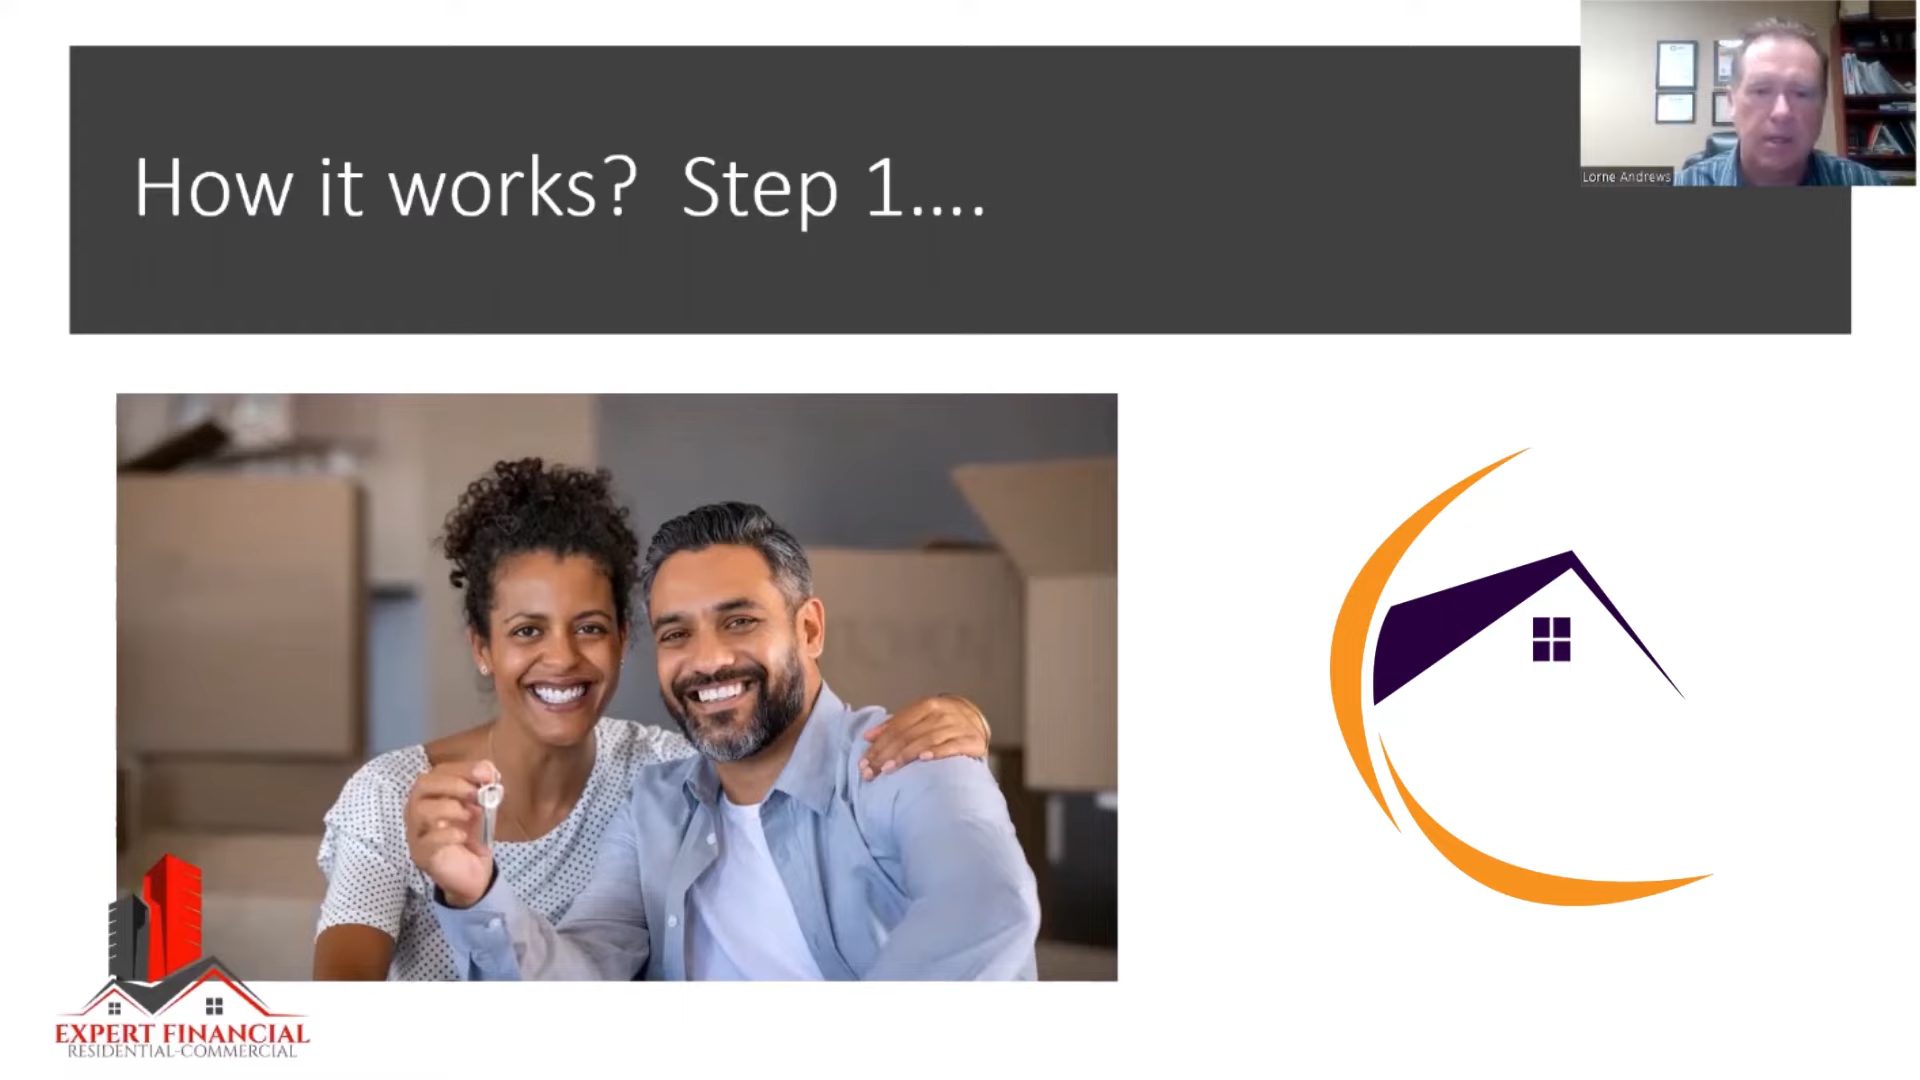 How it works?  Step 1....
Lorne Andrews
EXPERT FINANCIAL
RESIDENTIAL-COMMERCIAL